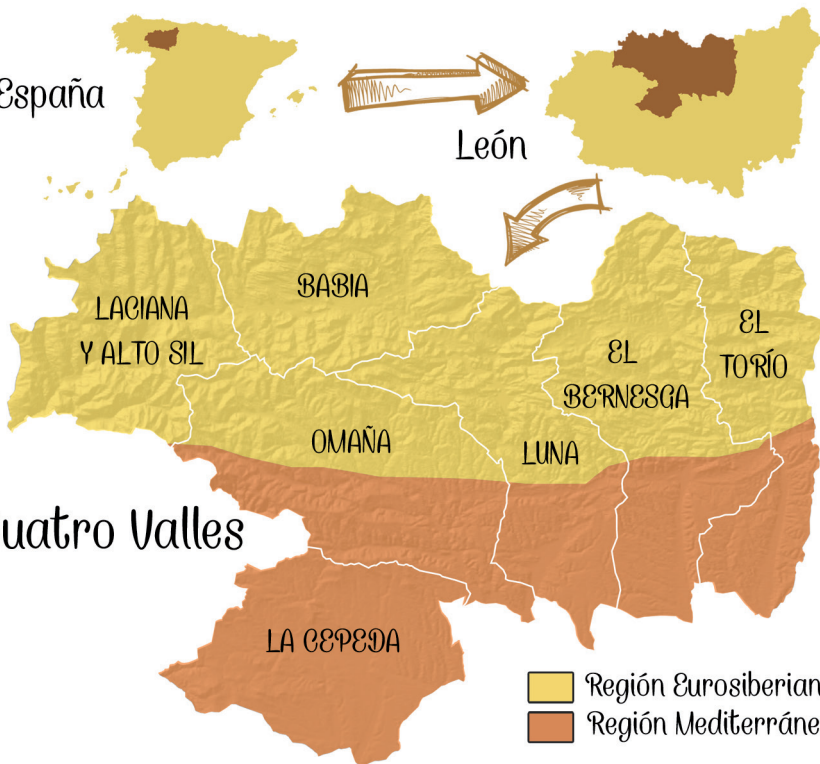 España
León
BABIA
LACIANA
Y ALTO SIL
EL
TORÍO
EL
BERNESGA
OMAÑA
LUNA
uatro Valles
LA CEPEDA
Región Eurosiberian
Región Mediterráne